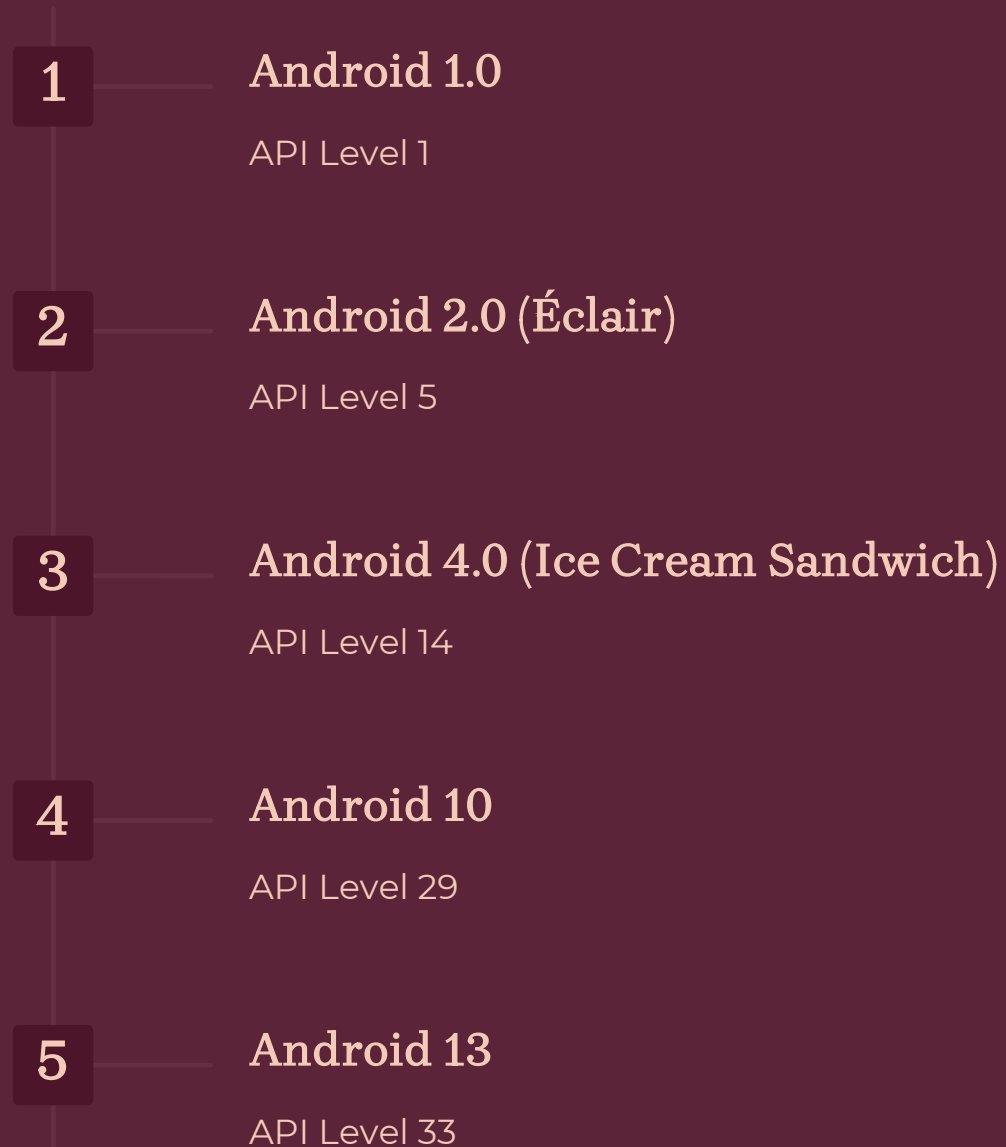 1
Android 1.0
API Level 1
2
Android 2.0 (Éclair)
API Level 5
3
Android 4.0 (Ice Cream Sandwich)
API Level 14
4
Android 10
API Level 29
5
Android 13
API Level 33